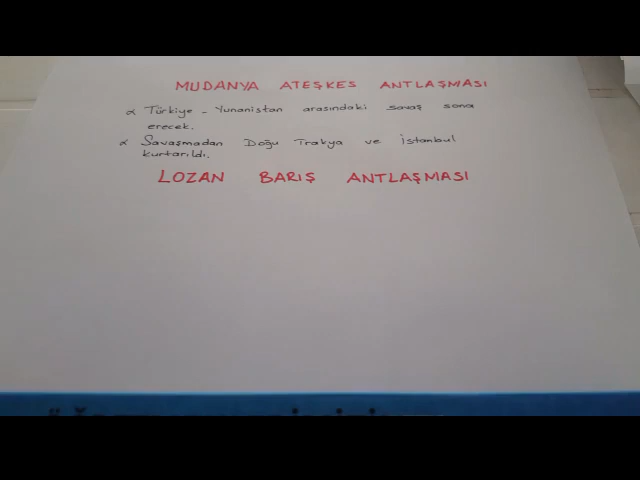 MUDANYA ATEŞKES ANTLAŞMASI
∝ Türkiye - Yunanistan arasındaki savaş sona
erecek.
∝ Savaşmadan Doğu Trakya ve İstanbul
kurtarıldı.
LOZAN BARIŞ ANTLAŞMASI